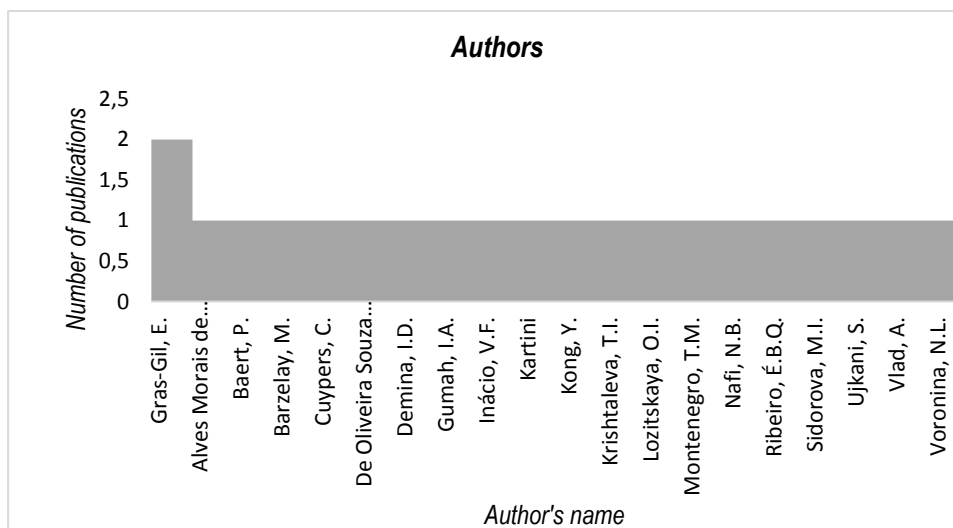 Authors
Number of publications
2,5
2
1,5
1
0,5
0
Gras-Gil, E.
Alves Morais de...
Baert, P.
Barzelay, M.
Cuypers, C.
De Oliveira Souza...
Demina, I.D.
Gumah, I.A.
Inácio, V.F.
Kartini
Kong, Y.
Krishtaleva, T.I.
Lozitskaya, O.I.
Montenegro, T.M.
Nafi, N.B.
Ribeiro, É.B.Q.
Sidorova, M.I.
Ujkani, S.
Vlad, A.
Voronina, N.L.
Author's name